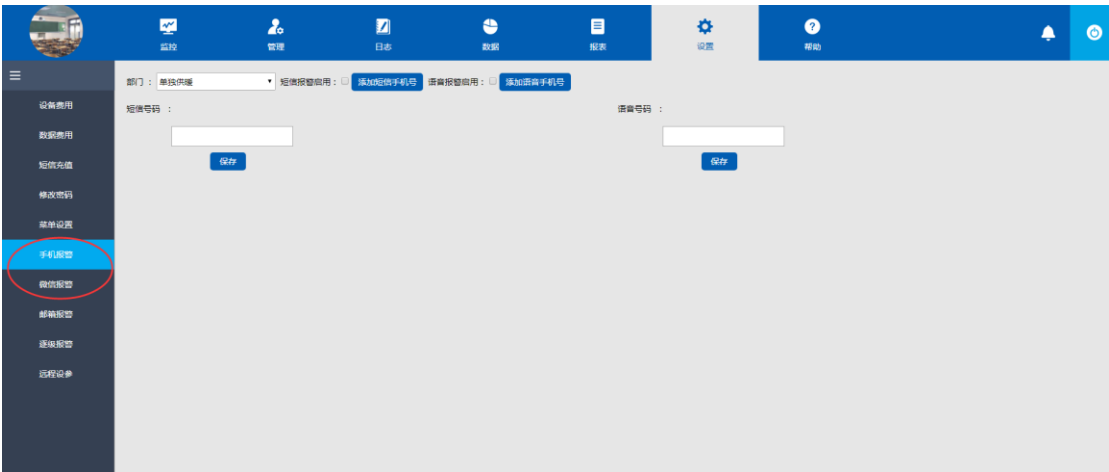 监控 管理 日志 数据 报表 设置 帮助
部门 : 单独供暖 短信报警启用 : 添加短信手机号 语音报警启用 : 添加语音手机号
短信号码 : 语音号码 :
保存 保存
设备费用
数据费用
短信充值
修改密码
菜单设置
手机报警
微信报警
邮箱报警
逐级报警
远程设参